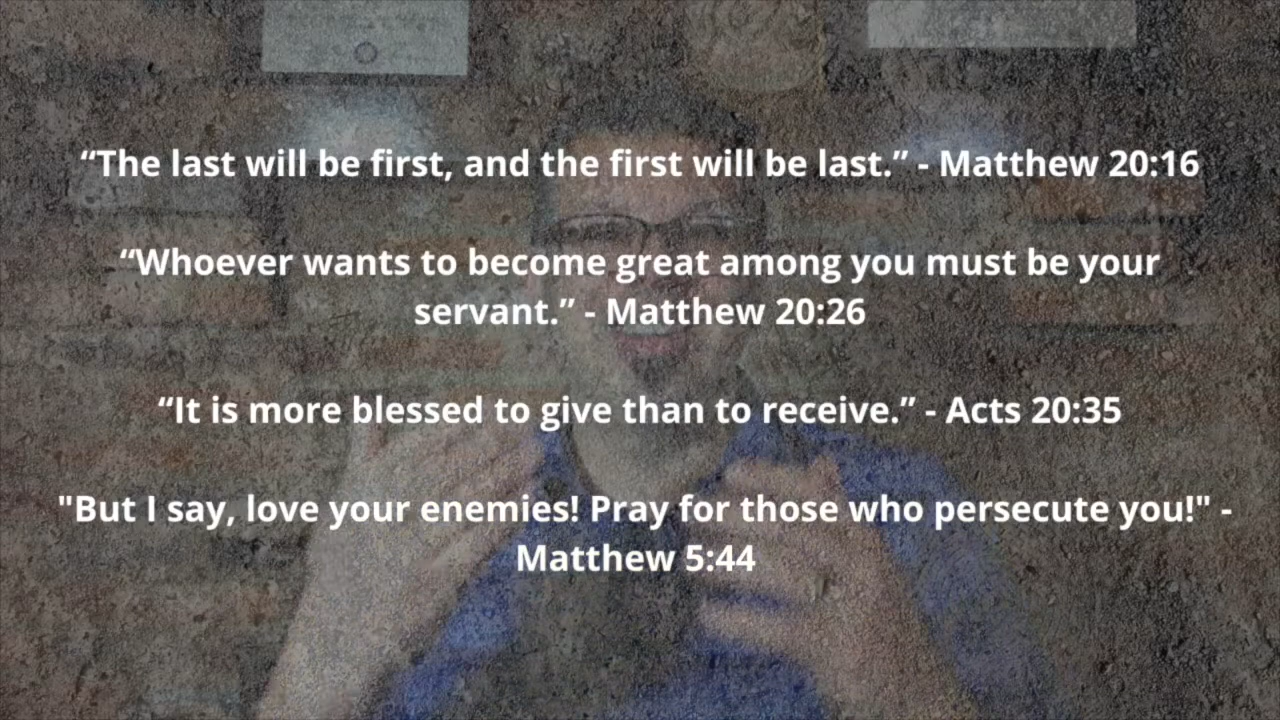 “The last will be first, and the first will be last.” - Matthew 20:16
“Whoever wants to become great among you must be your
servant.” - Matthew 20:26
“It is more blessed to give than to receive.” - Acts 20:35
"But I say, love your enemies! Pray for those who persecute you!" -
Matthew 5:44